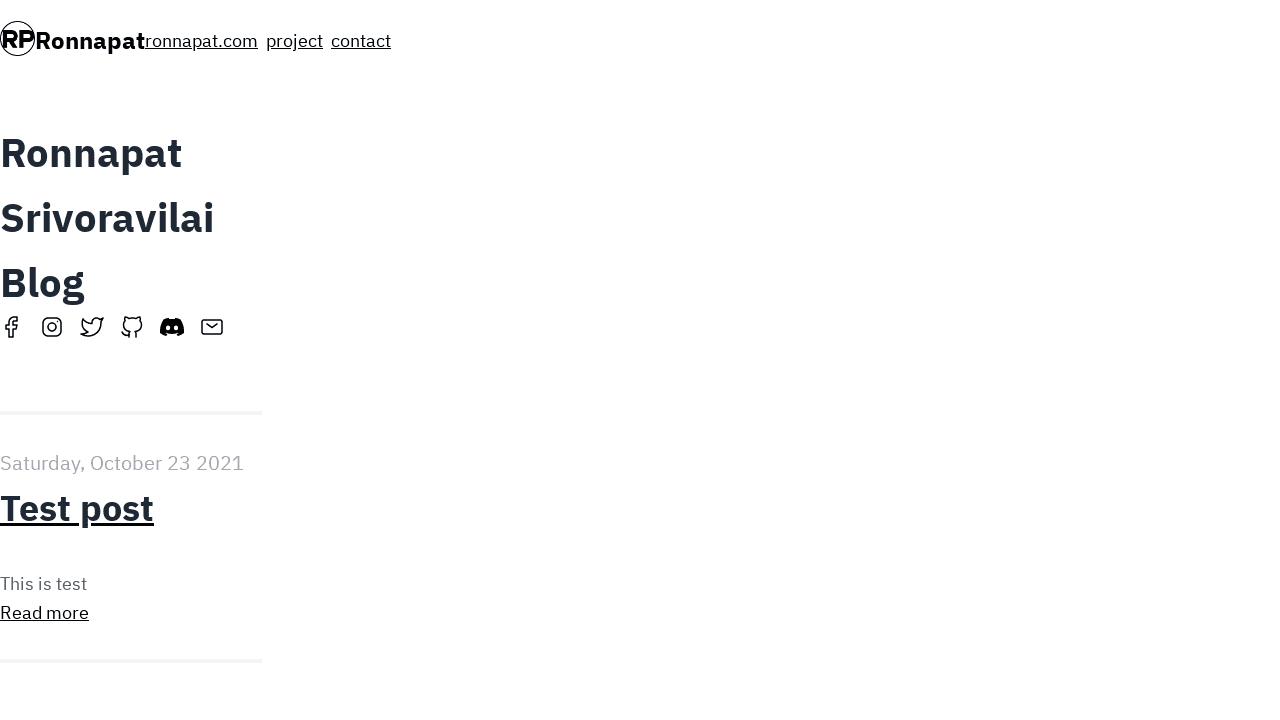 RP Ronnapat ronnapat.com project contact
Ronnapat
Srivoravilai
Blog
Saturday, October 23 2021
Test post
This is test
Read more